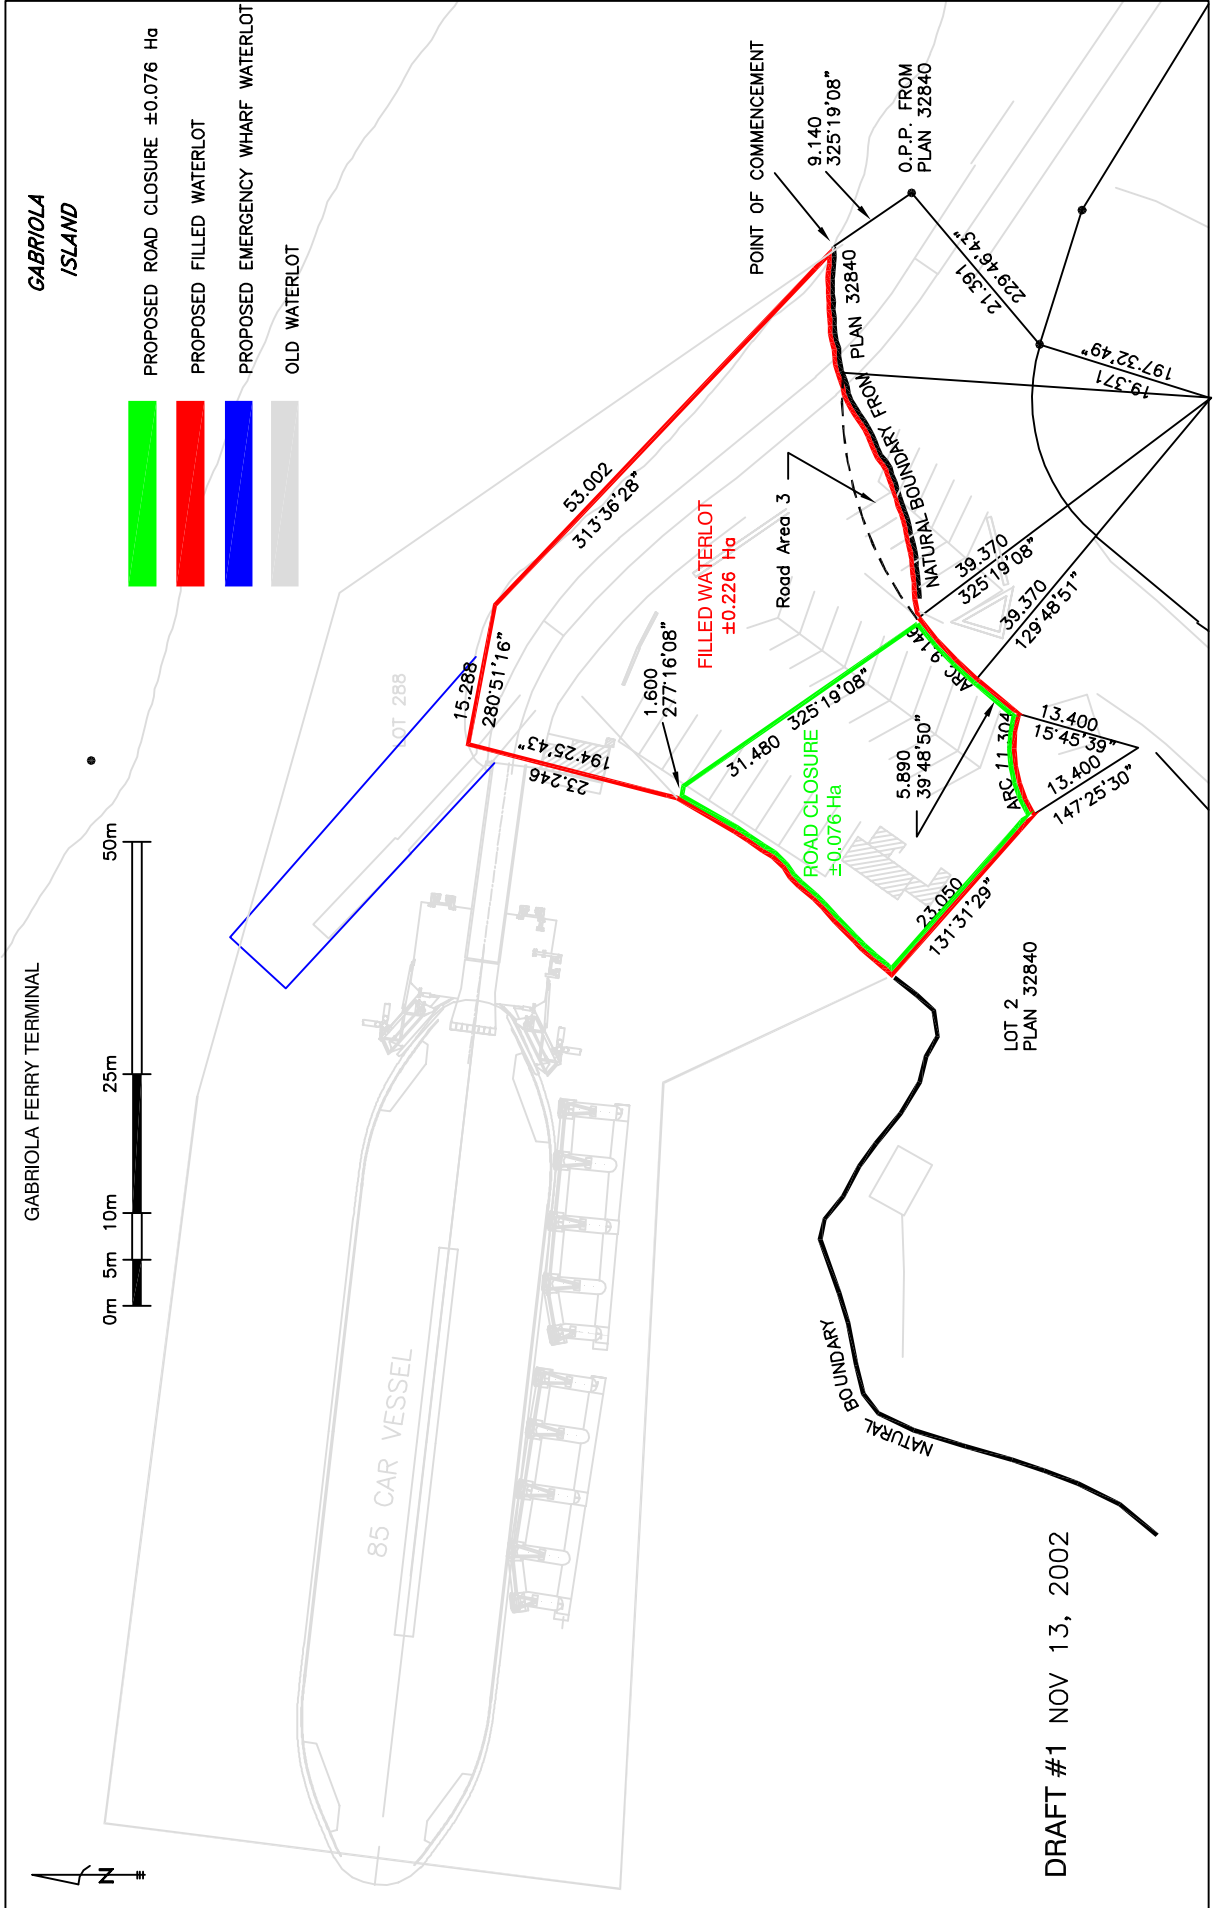 GABRIOLA FERRY TERMINAL
GABRIOLA
ISLAND
PROPOSED ROAD CLOSURE ±0.076 Ha
PROPOSED FILLED WATERLOT
PROPOSED EMERGENCY WHARF WATERLOT
OLD WATERLOT
0m 5m 10m 25m 50m
N
85 CAR VESSEL
LOT 288
15.288
280°51'16"
53.002
313°36'28"
23.246
194°25'43"
1.600
277°16'08"
FILLED WATERLOT
±0.226 Ha
Road Area 3
POINT OF COMMENCEMENT
9.140
325°19'08"
O.P.P. FROM
PLAN 32840
21.391
229°46'43"
19.371
197°32'49"
NATURAL BOUNDARY FROM PLAN 32840
39.370
325°19'08"
39.370
129°48'51"
ARC 9.146
31.480 325°19'08"
ROAD CLOSURE
±0.076 Ha
5.890
39°48'50"
ARC 11.304
13.400
15°45'39"
13.400
147°25'30"
23.050
131°31'29"
LOT 2
PLAN 32840
NATURAL BOUNDARY
DRAFT #1 NOV 13, 2002